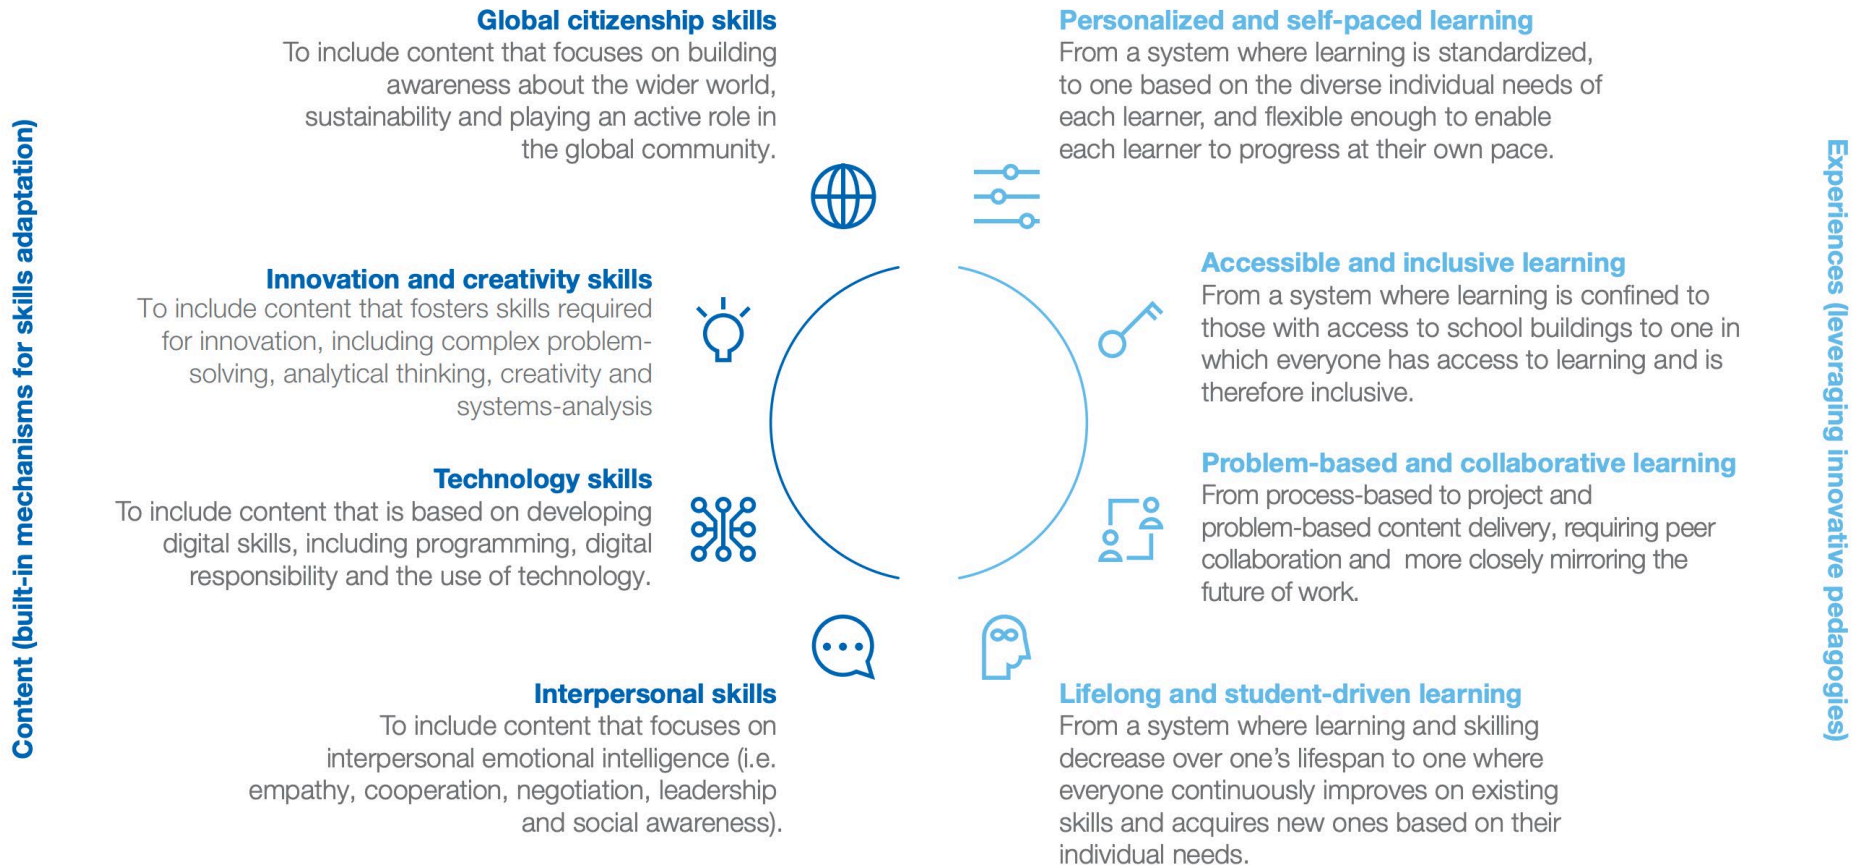 Content (built-in mechanisms for skills adaptation)
Global citizenship skills
To include content that focuses on building
awareness about the wider world,
sustainability and playing an active role in
the global community.
Innovation and creativity skills
To include content that fosters skills required
for innovation, including complex problem-
solving, analytical thinking, creativity and
systems-analysis
Technology skills
To include content that is based on developing
digital skills, including programming, digital
responsibility and the use of technology.
Interpersonal skills
To include content that focuses on
interpersonal emotional intelligence (i.e.
empathy, cooperation, negotiation, leadership
and social awareness).
Personalized and self-paced learning
From a system where learning is standardized,
to one based on the diverse individual needs of
each learner, and flexible enough to enable
each learner to progress at their own pace.
Accessible and inclusive learning
From a system where learning is confined to
those with access to school buildings to one in
which everyone has access to learning and is
therefore inclusive.
Problem-based and collaborative learning
From process-based to project and
problem-based content delivery, requiring peer
collaboration and  more closely mirroring the
future of work.
Lifelong and student-driven learning
From a system where learning and skilling
decrease over one’s lifespan to one where
everyone continuously improves on existing
skills and acquires new ones based on their
individual needs.
Experiences (leveraging innovative pedagogies)